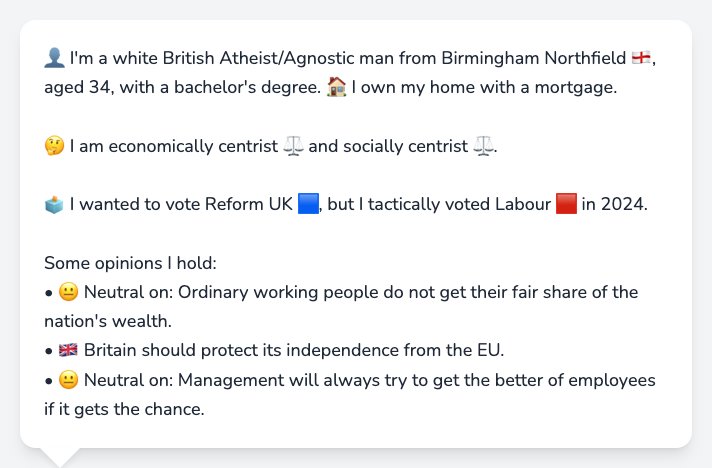 👤 I'm a white British Atheist/Agnostic man from Birmingham Northfield 🏴󠁧󠁢󠁥󠁮󠁧󠁿,
aged 34, with a bachelor's degree. 🏠 I own my home with a mortgage.
🤔 I am economically centrist ⚖️ and socially centrist ⚖️.
🗳️ I wanted to vote Reform UK 🟦, but I tactically voted Labour 🟥 in 2024.
Some opinions I hold:
• 😐 Neutral on: Ordinary working people do not get their fair share of the
nation's wealth.
• 🇬🇧 Britain should protect its independence from the EU.
• 😐 Neutral on: Management will always try to get the better of employees
if it gets the chance.